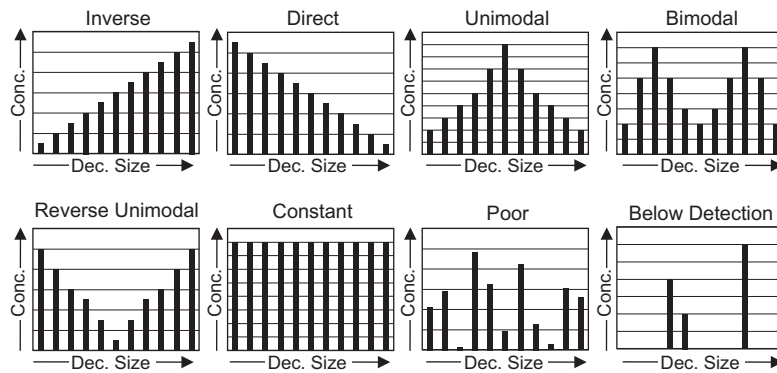 Inverse
Direct
Unimodal
Bimodal
Conc.
Conc.
Conc.
Conc.
Dec. Size
Dec. Size
Dec. Size
Dec. Size
Reverse Unimodal
Constant
Poor
Below Detection
Conc.
Conc.
Conc.
Conc.
Dec. Size
Dec. Size
Dec. Size
Dec. Size